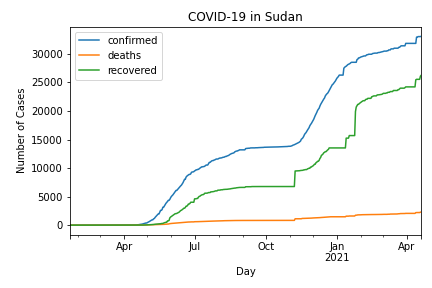 COVID-19 in Sudan
confirmed
deaths
recovered
Number of Cases
30000
25000
20000
15000
10000
5000
0
Apr
Jul
Oct
Jan
2021
Apr
Day